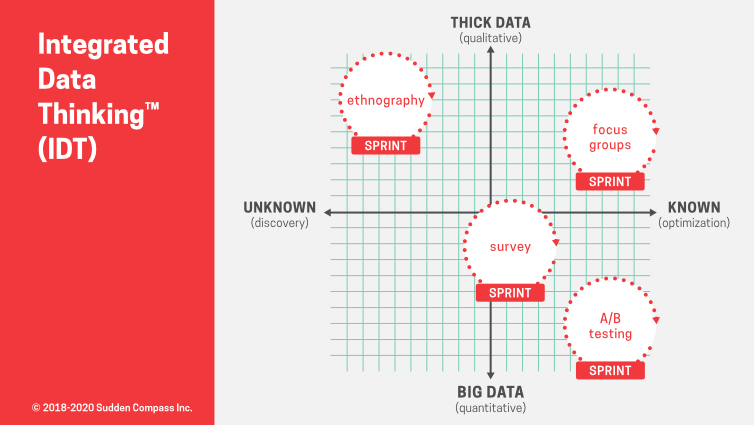 Integrated
Data
Thinking™
(IDT)
THICK DATA
(qualitative)
ethnography
SPRINT
focus
groups
SPRINT
UNKNOWN
(discovery)
KNOWN
(optimization)
survey
SPRINT
A/B
testing
SPRINT
BIG DATA
(quantitative)
© 2018-2020 Sudden Compass Inc.